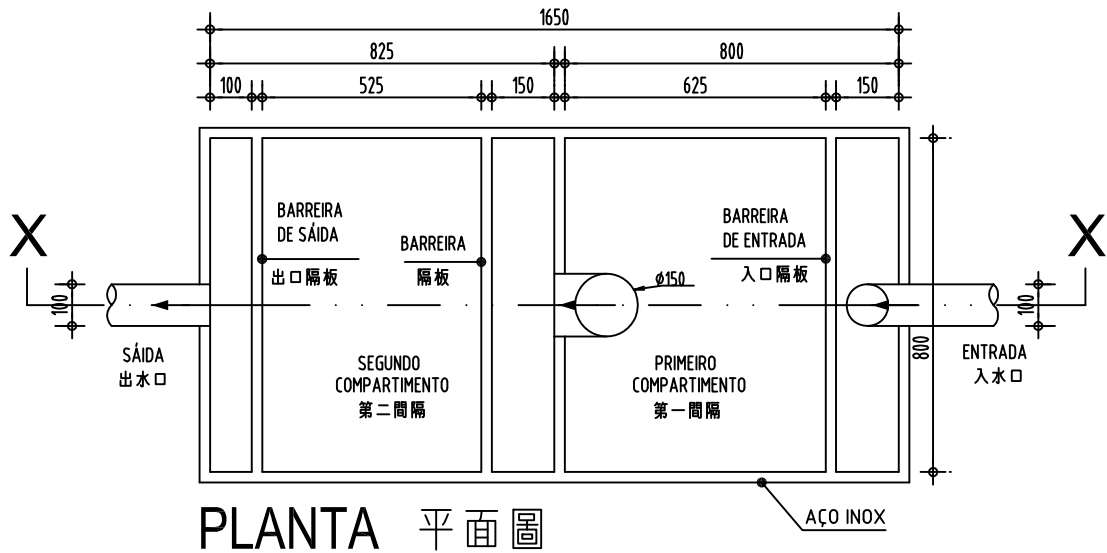 1650
825
800
100
525
150
625
150
BARREIRA
DE SÁIDA
出口隔板
BARREIRA
隔板
BARREIRA
DE ENTRADA
入口隔板
X
X
100
Ø150
100
800
SÁIDA
出水口
SEGUNDO
COMPARTIMENTO
第二間隔
PRIMEIRO
COMPARTIMENTO
第一間隔
ENTRADA
入水口
AÇO INOX
PLANTA 平面圖